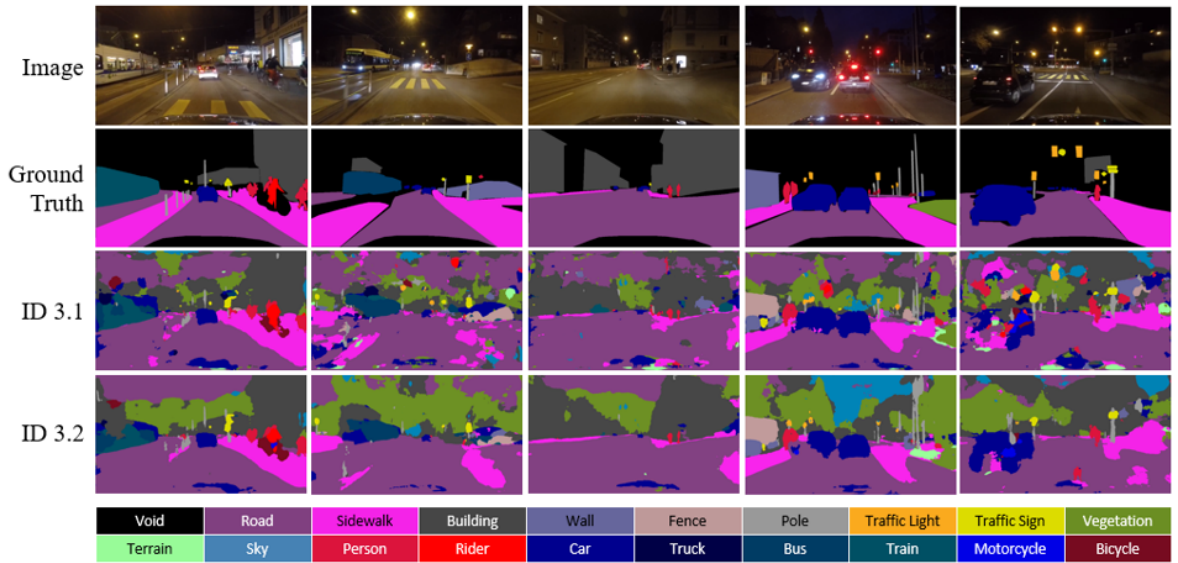 Image
Ground
Truth
ID 3.1
ID 3.2
Void Road Sidewalk Building Wall Fence Pole Traffic Light Traffic Sign Vegetation
Terrain Sky Person Rider Car Truck Bus Train Motorcycle Bicycle